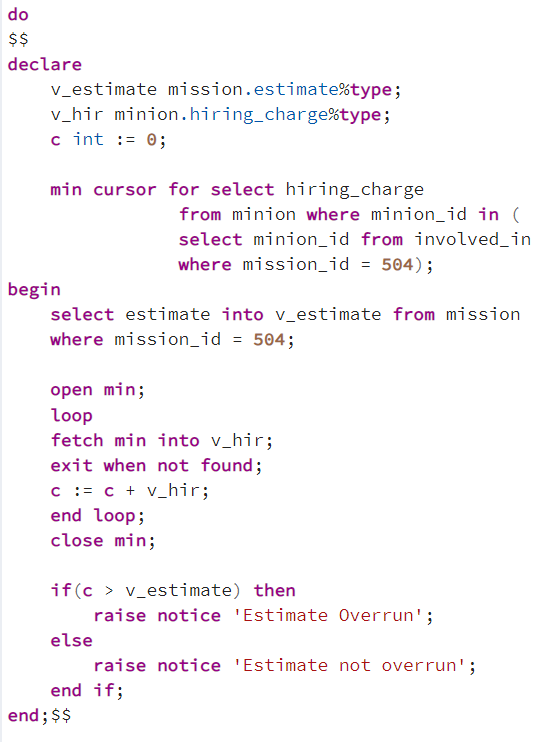 do
$$
declare
    v_estimate mission.estimate%type;
    v_hir minion.hiring_charge%type;
    c int := 0;

    min cursor for select hiring_charge
                from minion where minion_id in (
                select minion_id from involved_in
                where mission_id = 504);
begin
    select estimate into v_estimate from mission
    where mission_id = 504;

    open min;
    loop
    fetch min into v_hir;
    exit when not found;
    c := c + v_hir;
    end loop;
    close min;

    if(c > v_estimate) then
        raise notice 'Estimate Overrun';
    else
        raise notice 'Estimate not overrun';
    end if;
end;$$